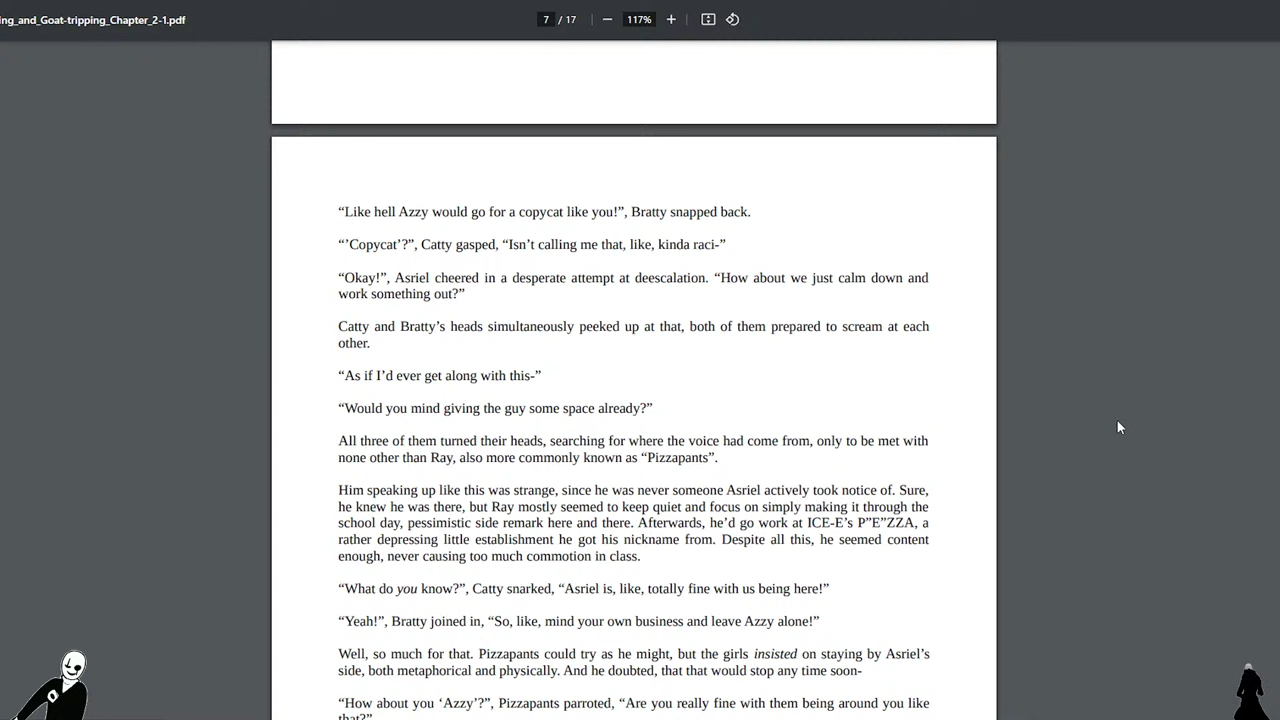 ing_and_Goat-tripping_Chapter_2-1.pdf
7 / 17
117%
“Like hell Azzy would go for a copycat like you!”, Bratty snapped back.
“’Copycat’?”, Catty gasped, “Isn’t calling me that, like, kinda raci-”
“Okay!”, Asriel cheered in a desperate attempt at deescalation. “How about we just calm down and
work something out?”
Catty and Bratty’s heads simultaneously peeked up at that, both of them prepared to scream at each
other.
“As if I’d ever get along with this-”
“Would you mind giving the guy some space already?”
All three of them turned their heads, searching for where the voice had come from, only to be met with
none other than Ray, also more commonly known as “Pizzapants”.
Him speaking up like this was strange, since he was never someone Asriel actively took notice of. Sure,
he knew he was there, but Ray mostly seemed to keep quiet and focus on simply making it through the
school day, pessimistic side remark here and there. Afterwards, he’d go work at ICE-E’s P”E”ZZA, a
rather depressing little establishment he got his nickname from. Despite all this, he seemed content
enough, never causing too much commotion in class.
“What do you know?”, Catty snarked, “Asriel is, like, totally fine with us being here!”
“Yeah!”, Bratty joined in, “So, like, mind your own business and leave Azzy alone!”
Well, so much for that. Pizzapants could try as he might, but the girls insisted on staying by Asriel’s
side, both metaphorical and physically. And he doubted, that that would stop any time soon-
“How about you ‘Azzy’?”, Pizzapants parroted, “Are you really fine with them being around you like
that?”